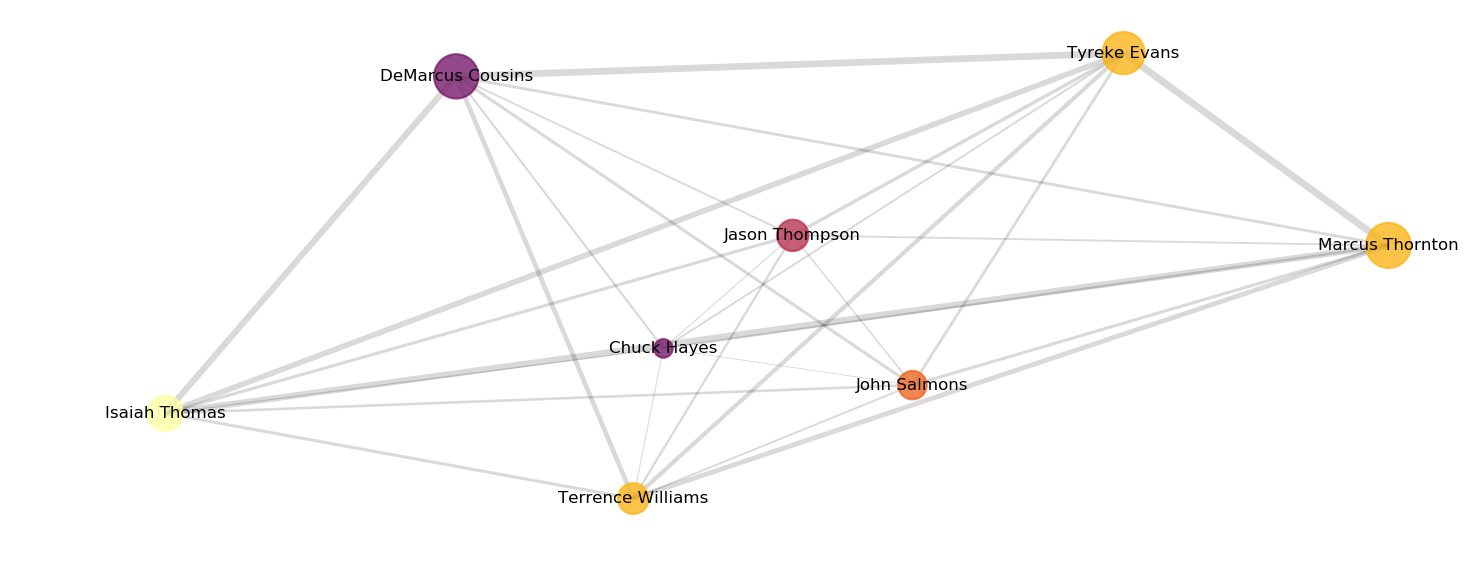 Tyreke Evans
DeMarcus Cousins
Jason Thompson
Marcus Thornton
Chuck Hayes
John Salmons
Isaiah Thomas
Terrence Williams